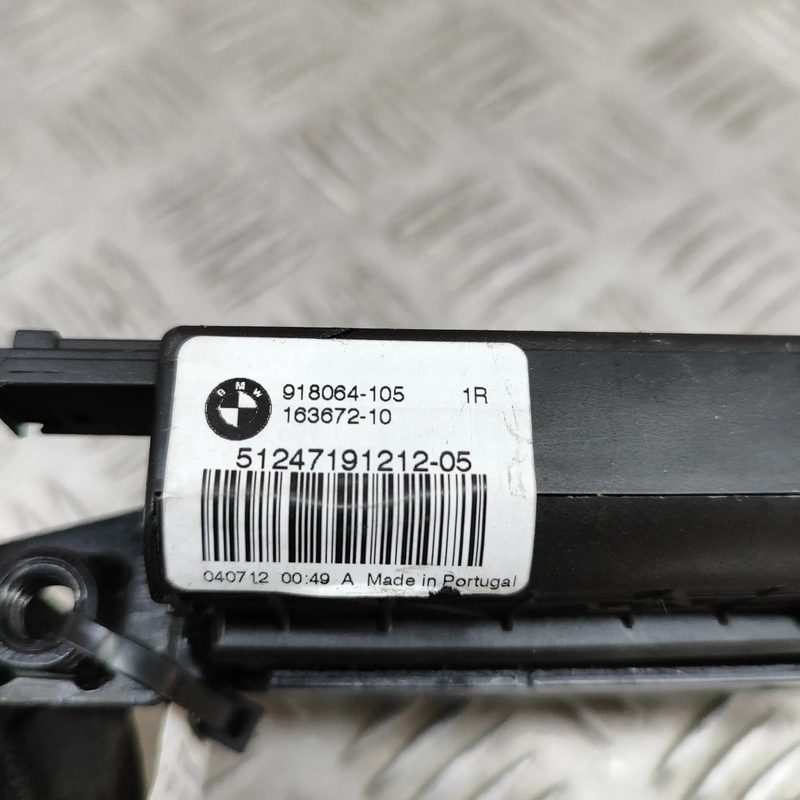 BMW
918064-105 1R
163672-10
51247191212-05
040712 00:49 A Made in Portugal